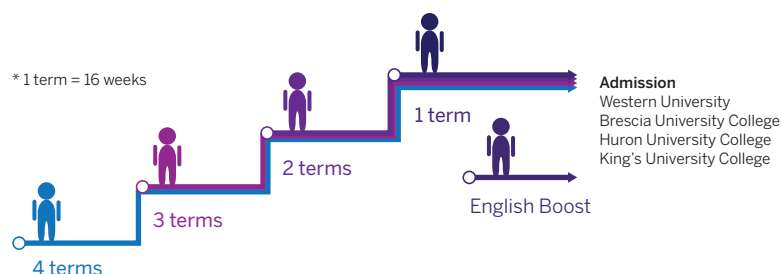 * 1 term = 16 weeks
1 term
Admission
Western University
Brescia University College
Huron University College
King's University College
2 terms
English Boost
3 terms
4 terms